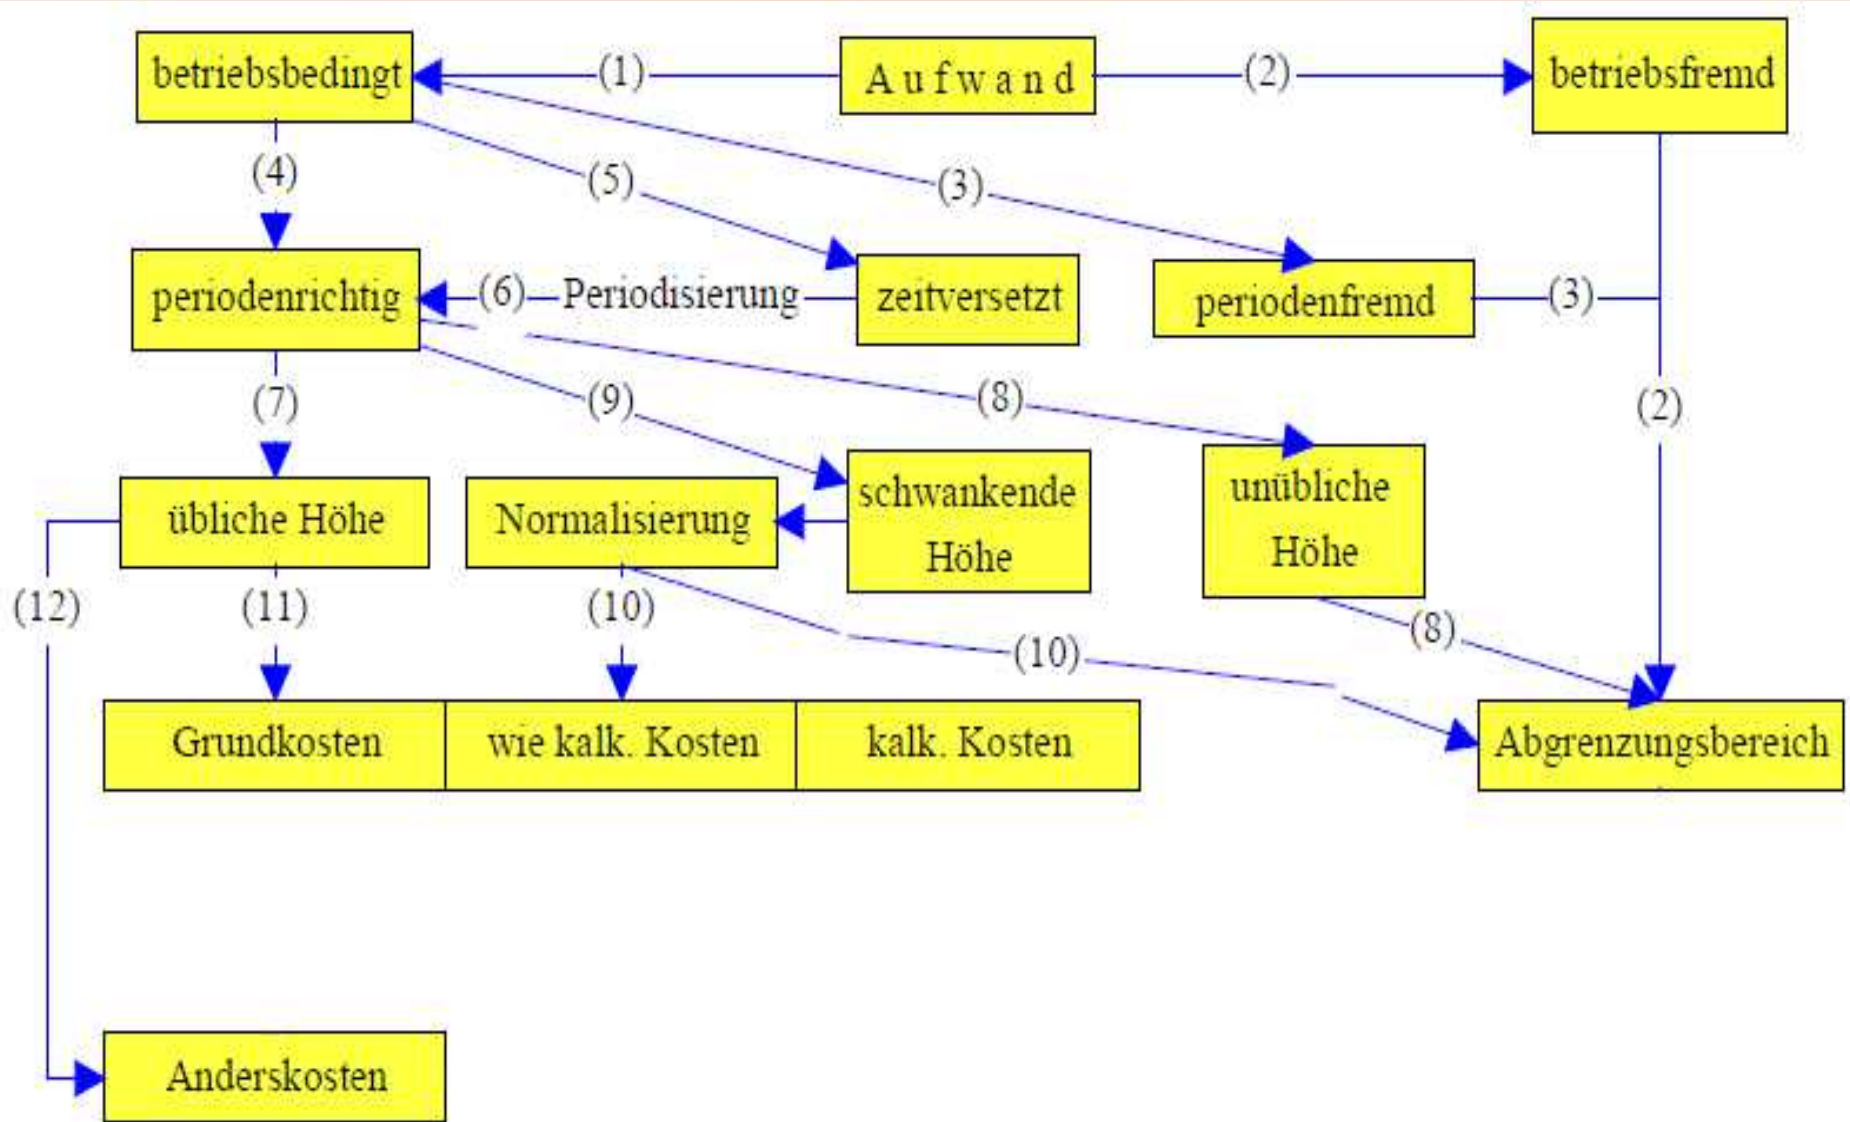 betriebsbedingt (1) A u f w a n d (2) betriebsfremd
(4) (5) (3)
periodenrichtig (6) Periodisierung zeitversetzt periodenfremd (3)
(7) (9) (8) (2)
übliche Höhe Normalisierung schwankende Höhe unübliche Höhe
(12) (11) (10) (10) (8)
Grundkosten wie kalk. Kosten kalk. Kosten Abgrenzungsbereich
Anderskosten